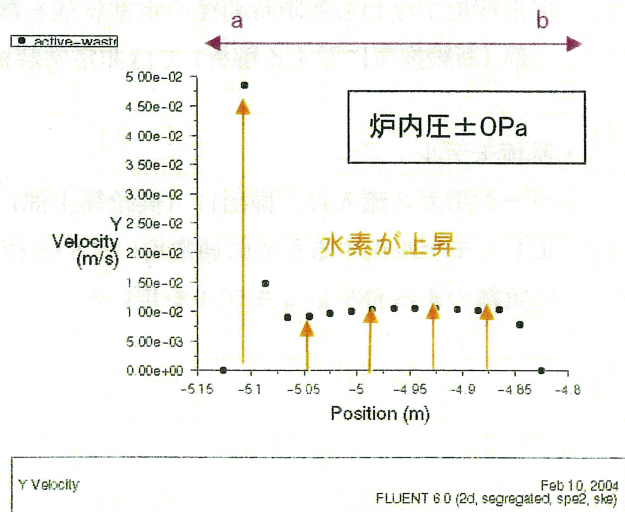 a
b
active-wast
5.00e-02
4.50e-02
4.00e-02
3.50e-02
3.00e-02
Y 2.50e-02
Velocity 2.00e-02
(m/s)
1.50e-02
1.00e-02
5.00e-03
0.00e+00
炉内圧±0Pa
水素が上昇
-5.15 -5.1 -5.05 -5 -4.95 -4.9 -4.85 -4.8
Position (m)
Y Velocity
Feb 10, 2004
FLUENT 6.0 (2d, segregated, spe2, ske)